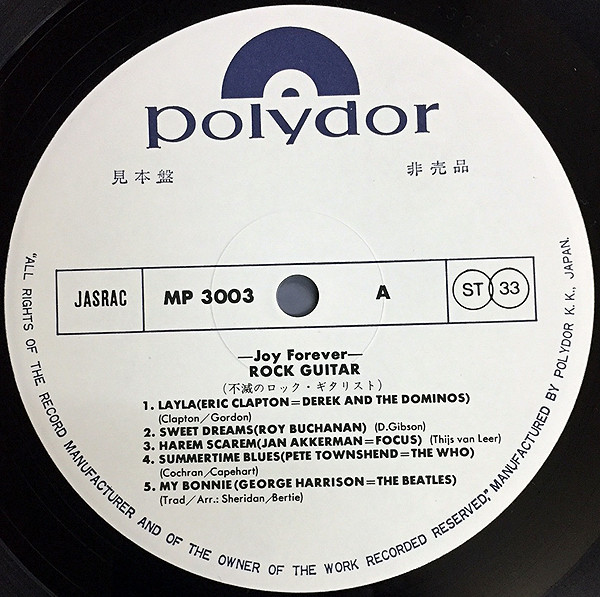 polydor
見本盤
非売品
JASRAC
MP 3003
A
ST 33
—Joy Forever—
ROCK GUITAR
(不滅のロック・ギタリスト)
1. LAYLA(ERIC CLAPTON=DEREK AND THE DOMINOS)
(Clapton/Gordon)
2. SWEET DREAMS(ROY BUCHANAN) (D.Gibson)
3. HAREM SCAREM(JAN AKKERMAN=FOCUS) (Thijs van Leer)
4. SUMMERTIME BLUES(PETE TOWNSHEND=THE WHO)
(Cochran/Capehart)
5. MY BONNIE(GEORGE HARRISON=THE BEATLES)
(Trad/Arr.: Sheridan/Bertie)
"ALL RIGHTS OF THE RECORD MANUFACTURER AND OF THE OWNER OF THE WORK RECORDED RESERVED," MANUFACTURED BY POLYDOR K.K., JAPAN.